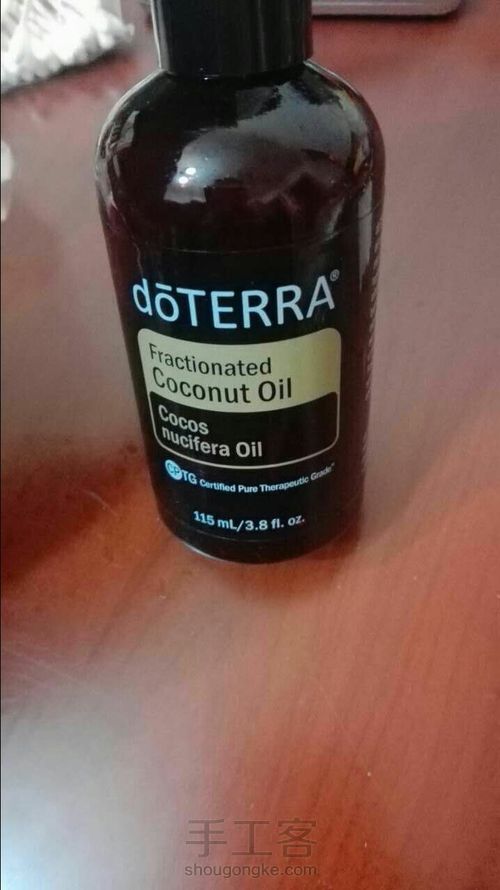 dōTERRA®
Fractionated
Coconut Oil
Cocos
nucifera Oil
CPTG Certified Pure Therapeutic Grade™
115 mL/3.8 fl. oz.
手工客
shougongke.com